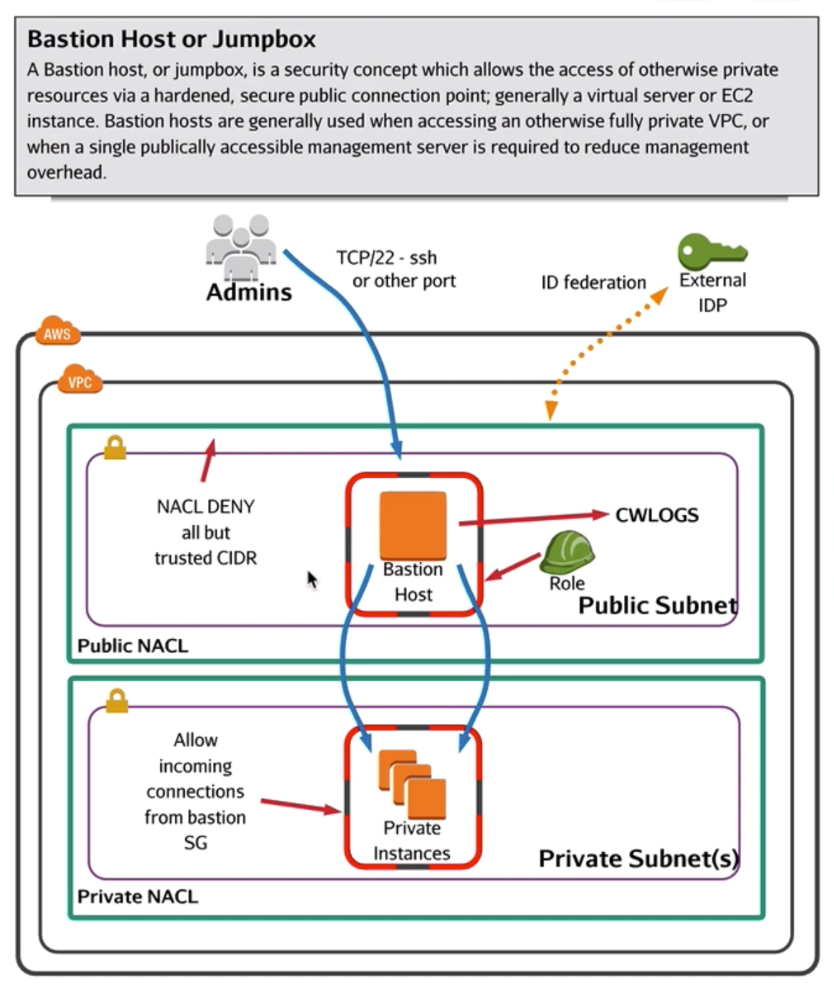 Bastion Host or Jumpbox
A Bastion host, or jumpbox, is a security concept which allows the access of otherwise private
resources via a hardened, secure public connection point; generally a virtual server or EC2
instance. Bastion hosts are generally used when accessing an otherwise fully private VPC, or
when a single publically accessible management server is required to reduce management
overhead.
Admins
TCP/22 - ssh
or other port
ID federation
External
IDP
AWS
VPC
NACL DENY
all but
trusted CIDR
Bastion
Host
CWLOGS
Role
Public Subnet
Public NACL
Allow
incoming
connections
from bastion
SG
Private
Instances
Private Subnet(s)
Private NACL